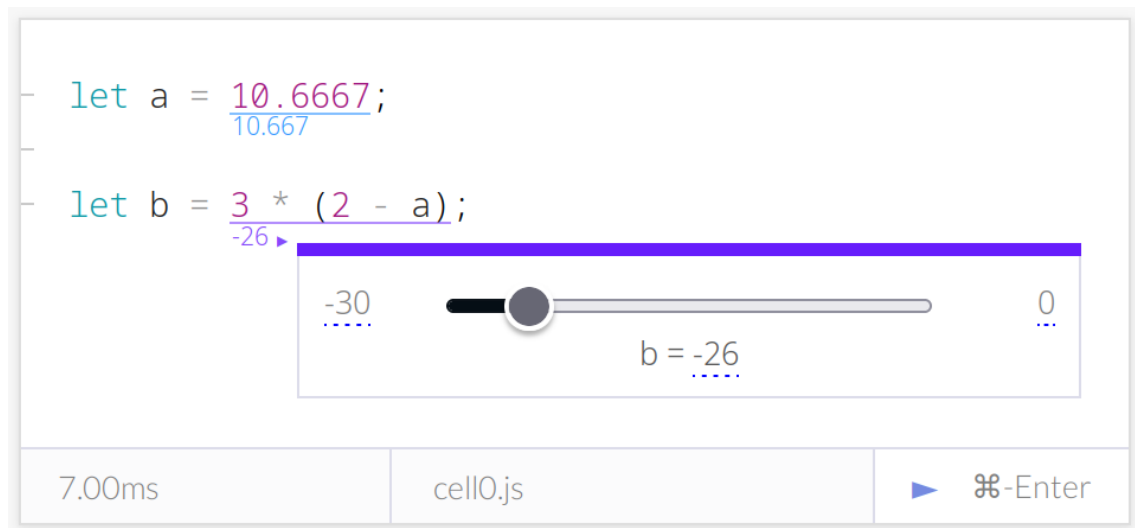 let a = 10.6667;
10.667
let b = 3 * (2 - a);
-26 ►
-30 0
b = -26
7.00ms cell0.js ► ⌘-Enter